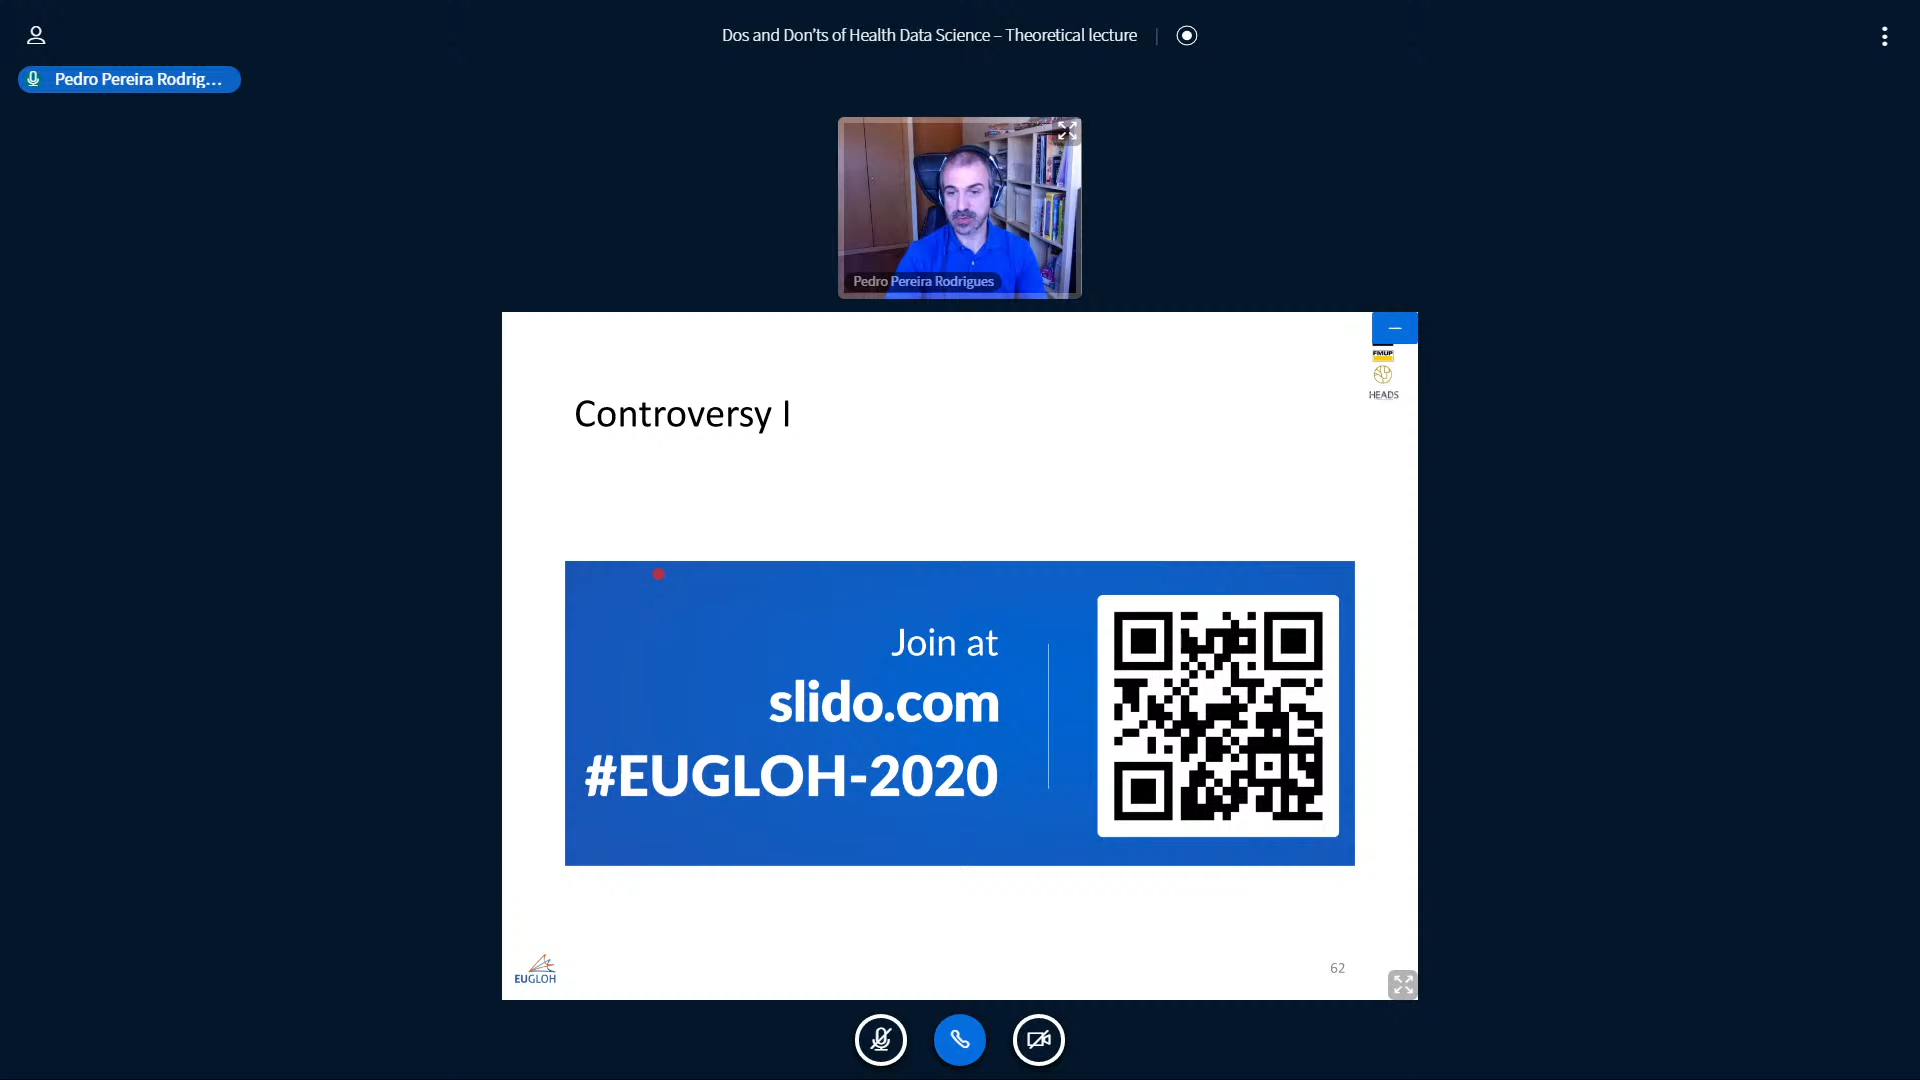 Dos and Don'ts of Health Data Science – Theoretical lecture
Pedro Pereira Rodrig...
Pedro Pereira Rodrigues
FMUP
HEADS
Controversy I
Join at
slido.com
#EUGLOH-2020
EUGLOH
62